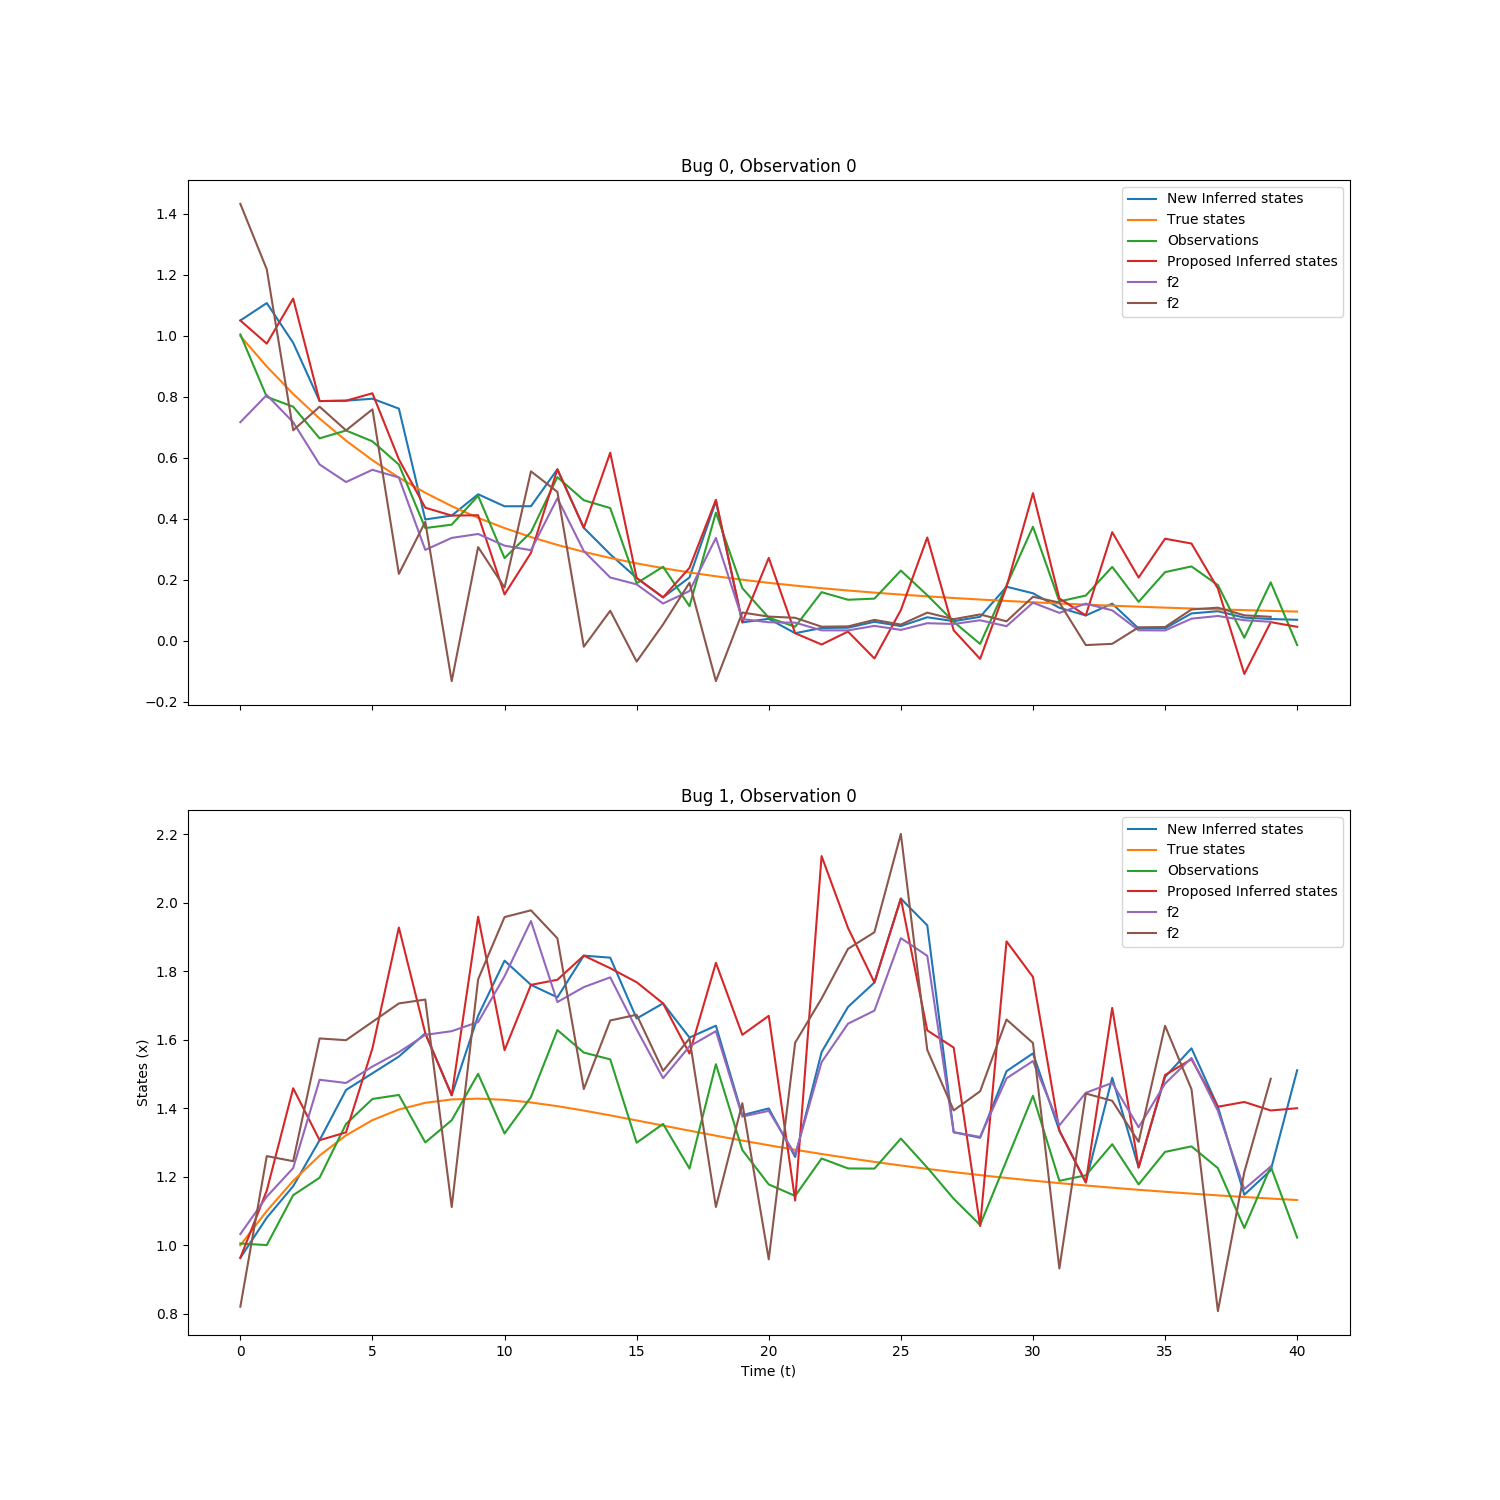 Bug 0, Observation 0
1.4
1.2
1.0
0.8
0.6
0.4
0.2
0.0
−0.2
New Inferred states
True states
Observations
Proposed Inferred states
f2
f2
Bug 1, Observation 0
States (x)
2.2
2.0
1.8
1.6
1.4
1.2
1.0
0.8
New Inferred states
True states
Observations
Proposed Inferred states
f2
f2
0 5 10 15 20 25 30 35 40
Time (t)